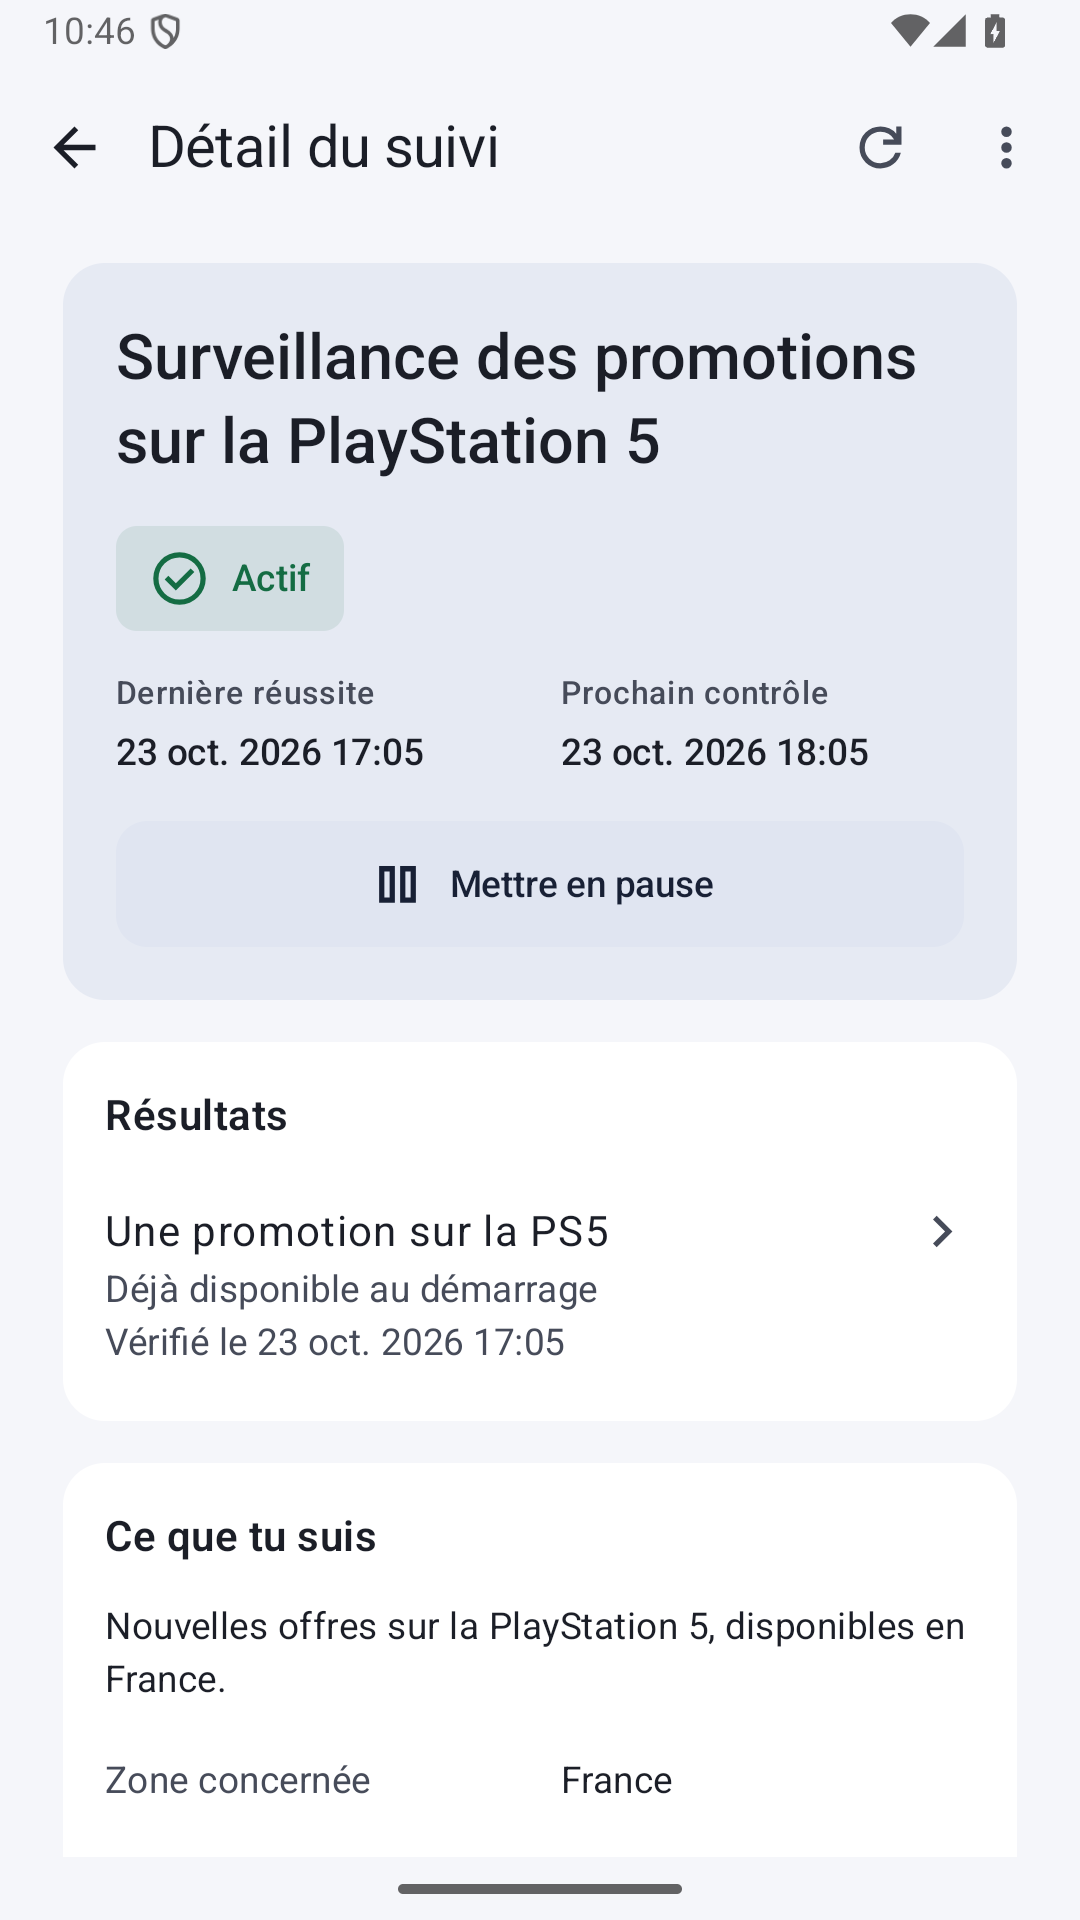 10:46
Détail du suivi
Surveillance des promotions
sur la PlayStation 5
Actif
Dernière réussite
23 oct. 2026 17:05
Prochain contrôle
23 oct. 2026 18:05
Mettre en pause
Résultats
Une promotion sur la PS5
Déjà disponible au démarrage
Vérifié le 23 oct. 2026 17:05
Ce que tu suis
Nouvelles offres sur la PlayStation 5, disponibles en
France.
Zone concernée
France